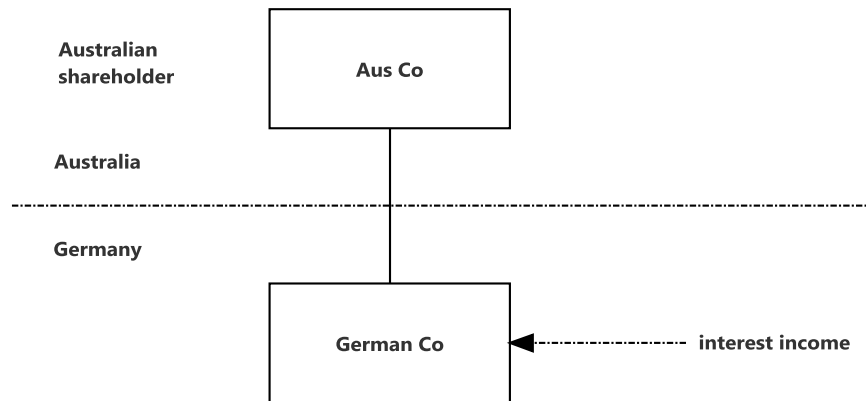 Australian
shareholder
Aus Co
Australia
Germany
German Co
interest income